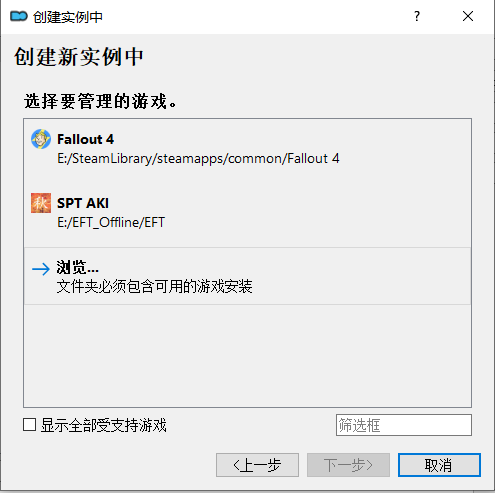 创建实例中
创建新实例中
选择要管理的游戏。
Fallout 4
E:/SteamLibrary/steamapps/common/Fallout 4
SPT AKI
E:/EFT_Offline/EFT
浏览...
文件夹必须包含可用的游戏安装
显示全部受支持游戏
筛选框
<上一步
下一步>
取消